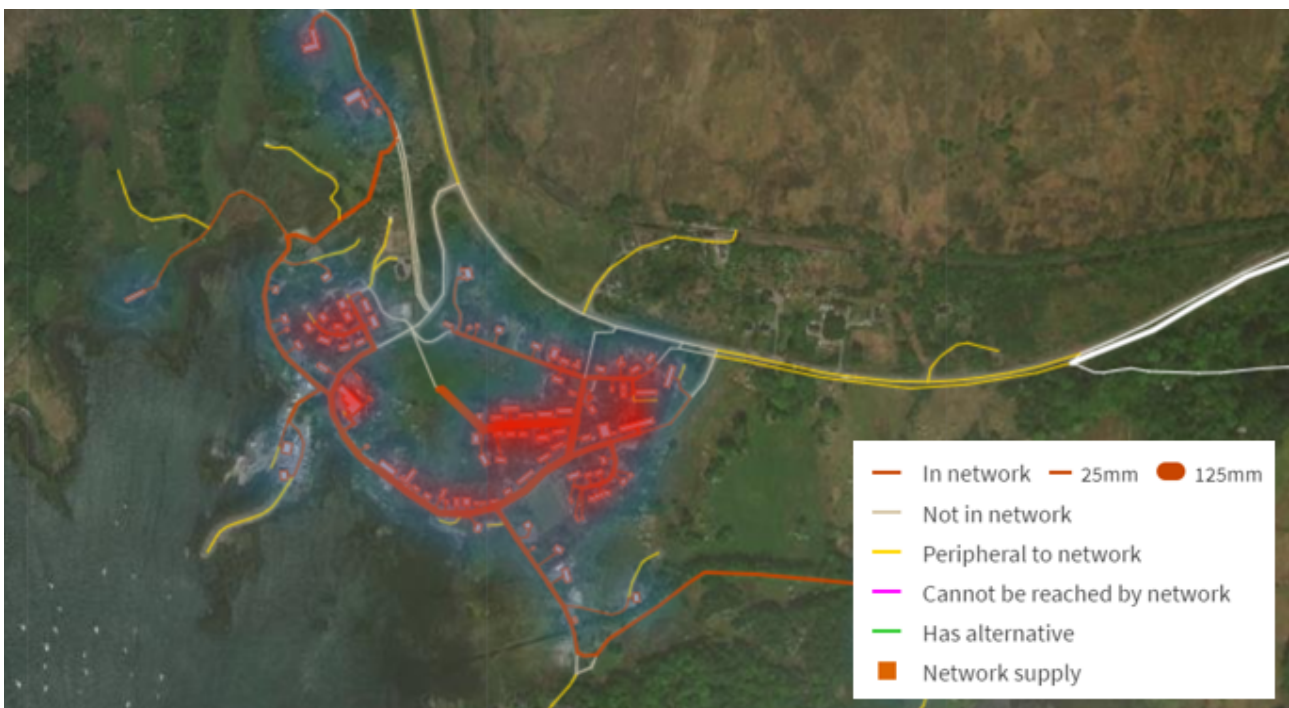 In network 25mm 125mm
Not in network
Peripheral to network
Cannot be reached by network
Has alternative
Network supply